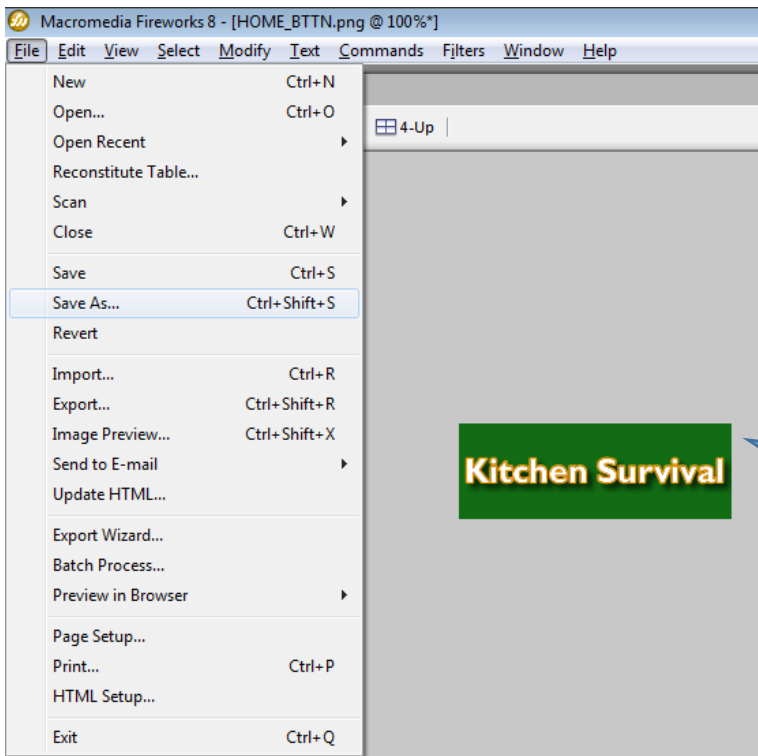 Macromedia Fireworks 8 - [HOME_BTTN.png @ 100%*]
File Edit View Select Modify Text Commands Filters Window Help
New Ctrl+N
Open... Ctrl+O
4-Up
Open Recent
Reconstitute Table...
Scan
Close Ctrl+W
Save Ctrl+S
Save As... Ctrl+Shift+S
Revert
Import... Ctrl+R
Export... Ctrl+Shift+R
Image Preview... Ctrl+Shift+X
Send to E-mail
Kitchen Survival
Update HTML...
Export Wizard...
Batch Process...
Preview in Browser
Page Setup...
Print... Ctrl+P
HTML Setup...
Exit Ctrl+Q